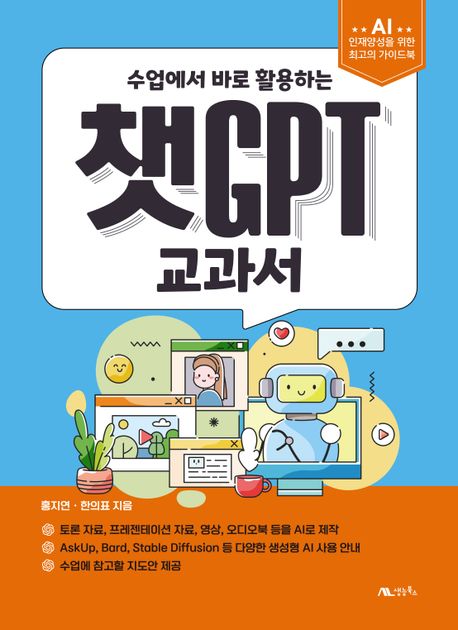 ★★ AI ★★
인재양성을 위한
최고의 가이드북
수업에서 바로 활용하는
챗GPT
교과서
홍지연 · 한의표 지음
토론 자료, 프레젠테이션 자료, 영상, 오디오북 등을 AI로 제작
AskUp, Bard, Stable Diffusion 등 다양한 생성형 AI 사용 안내
수업에 참고할 지도안 제공
생능북스